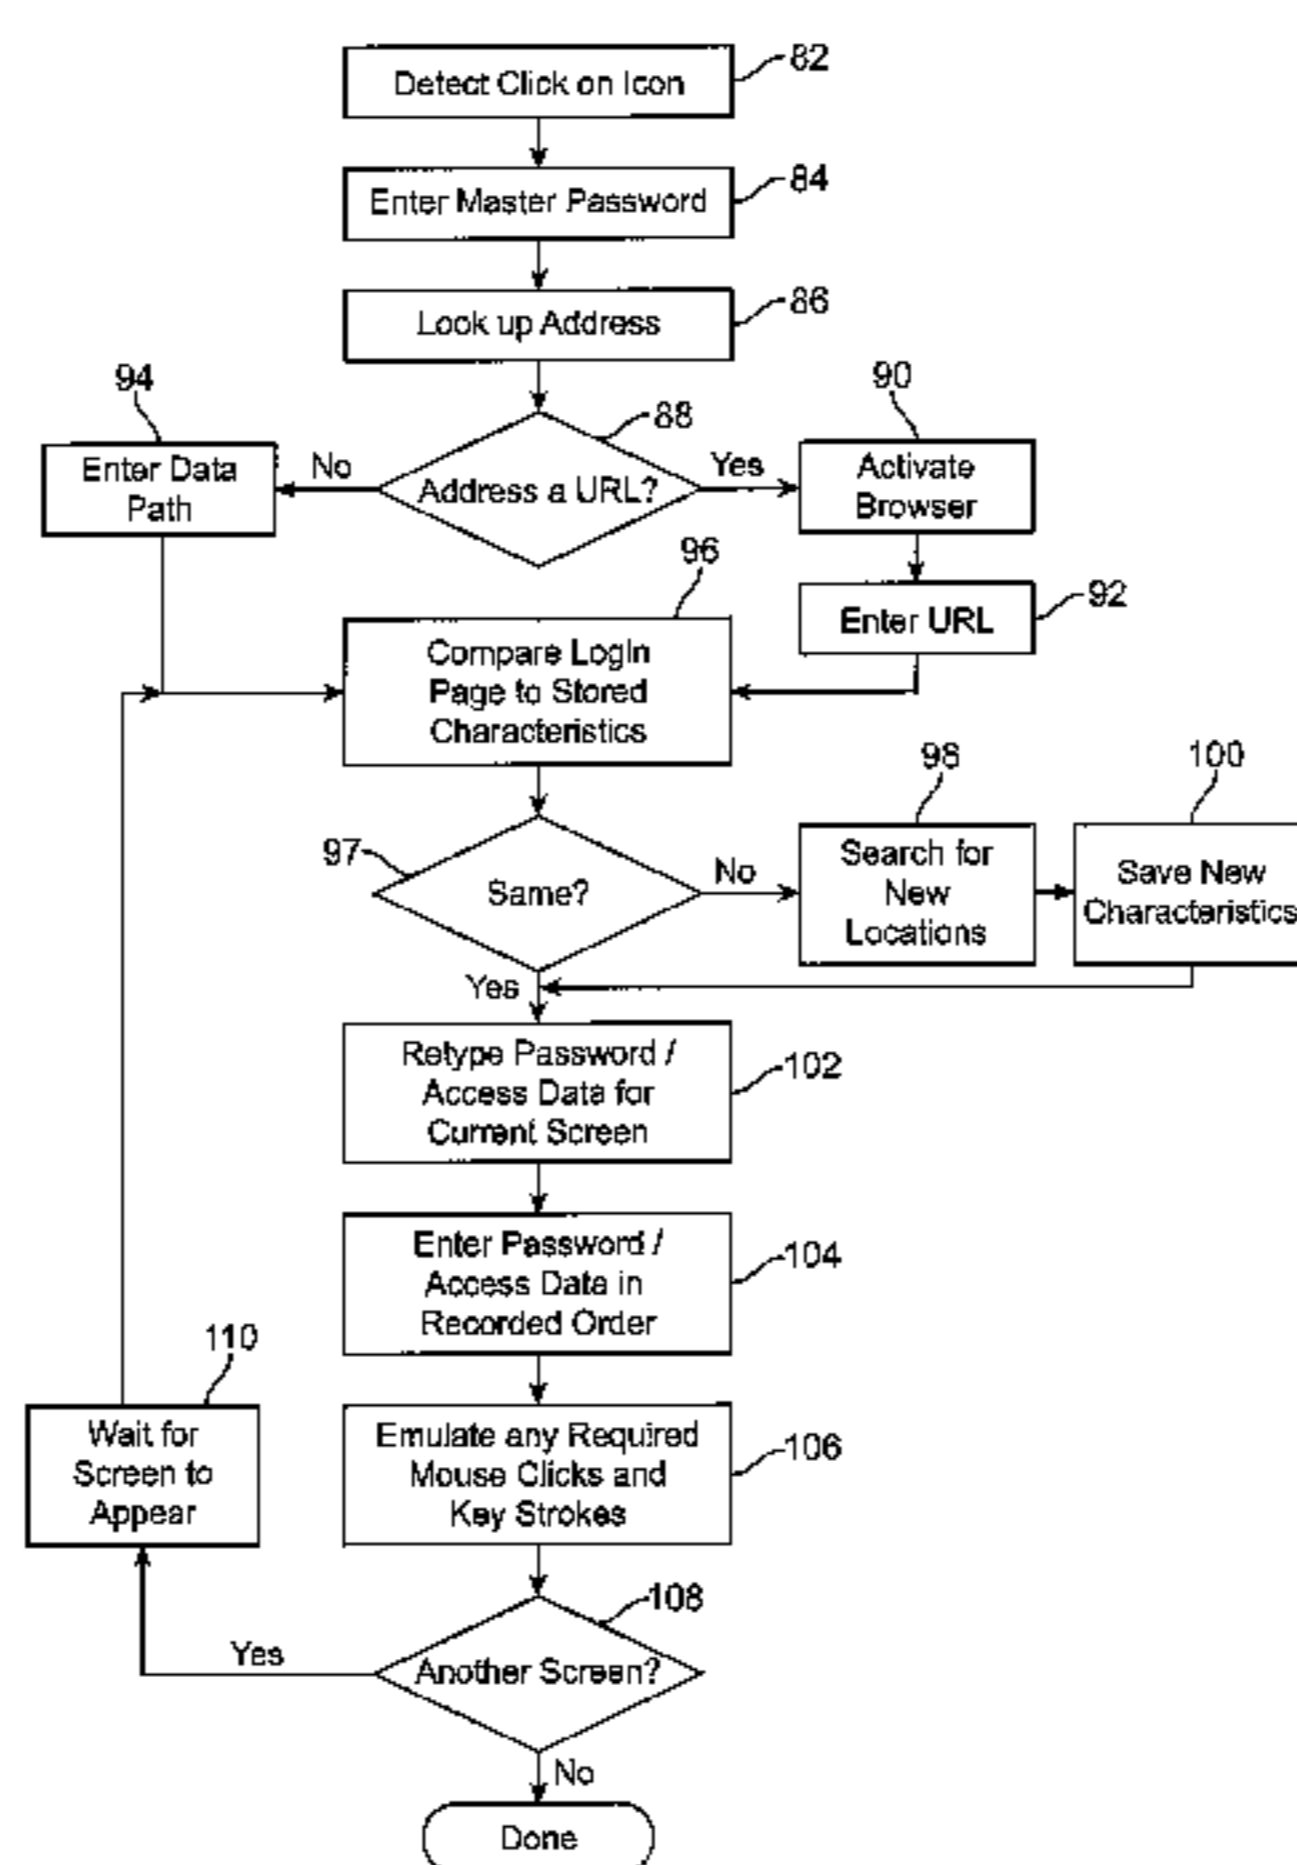 82
Detect Click on Icon
84
Enter Master Password
86
Look up Address
94
90
88
Enter Data
Path
No
Address a URL?
Yes
Activate
Browser
96
92
Enter URL
Compare Login
Page to Stored
Characteristics
98
100
97
Same?
No
Search for
New
Locations
Save New
Characteristics
Yes
Retype Password /
Access Data for
Current Screen
102
Enter Password /
Access Data in
Recorded Order
104
110
Wait for
Screen to
Appear
Emulate any Required
Mouse Clicks and
Key Strokes
106
108
Yes
Another Screen?
No
Done